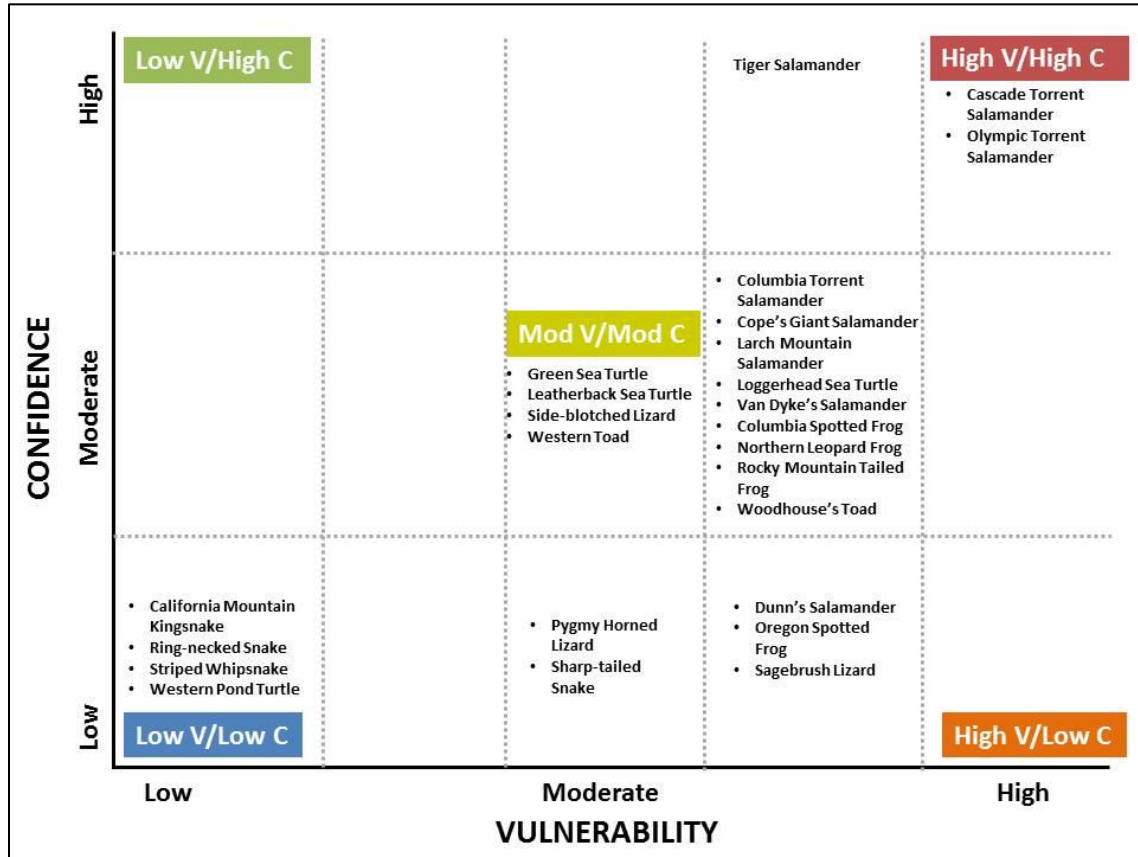 Low V/High C
Tiger Salamander
High V/High C
• Cascade Torrent
Salamander
• Olympic Torrent
Salamander
High
CONFIDENCE
Moderate
Mod V/Mod C
• Green Sea Turtle
• Leatherback Sea Turtle
• Side-blotched Lizard
• Western Toad
• Columbia Torrent
Salamander
• Cope's Giant Salamander
• Larch Mountain
Salamander
• Loggerhead Sea Turtle
• Van Dyke's Salamander
• Columbia Spotted Frog
• Northern Leopard Frog
• Rocky Mountain Tailed
Frog
• Woodhouse's Toad
Low
• California Mountain
Kingsnake
• Ring-necked Snake
• Striped Whipsnake
• Western Pond Turtle
Low V/Low C
• Pygmy Horned
Lizard
• Sharp-tailed
Snake
• Dunn's Salamander
• Oregon Spotted
Frog
• Sagebrush Lizard
High V/Low C
Low
Moderate
High
VULNERABILITY